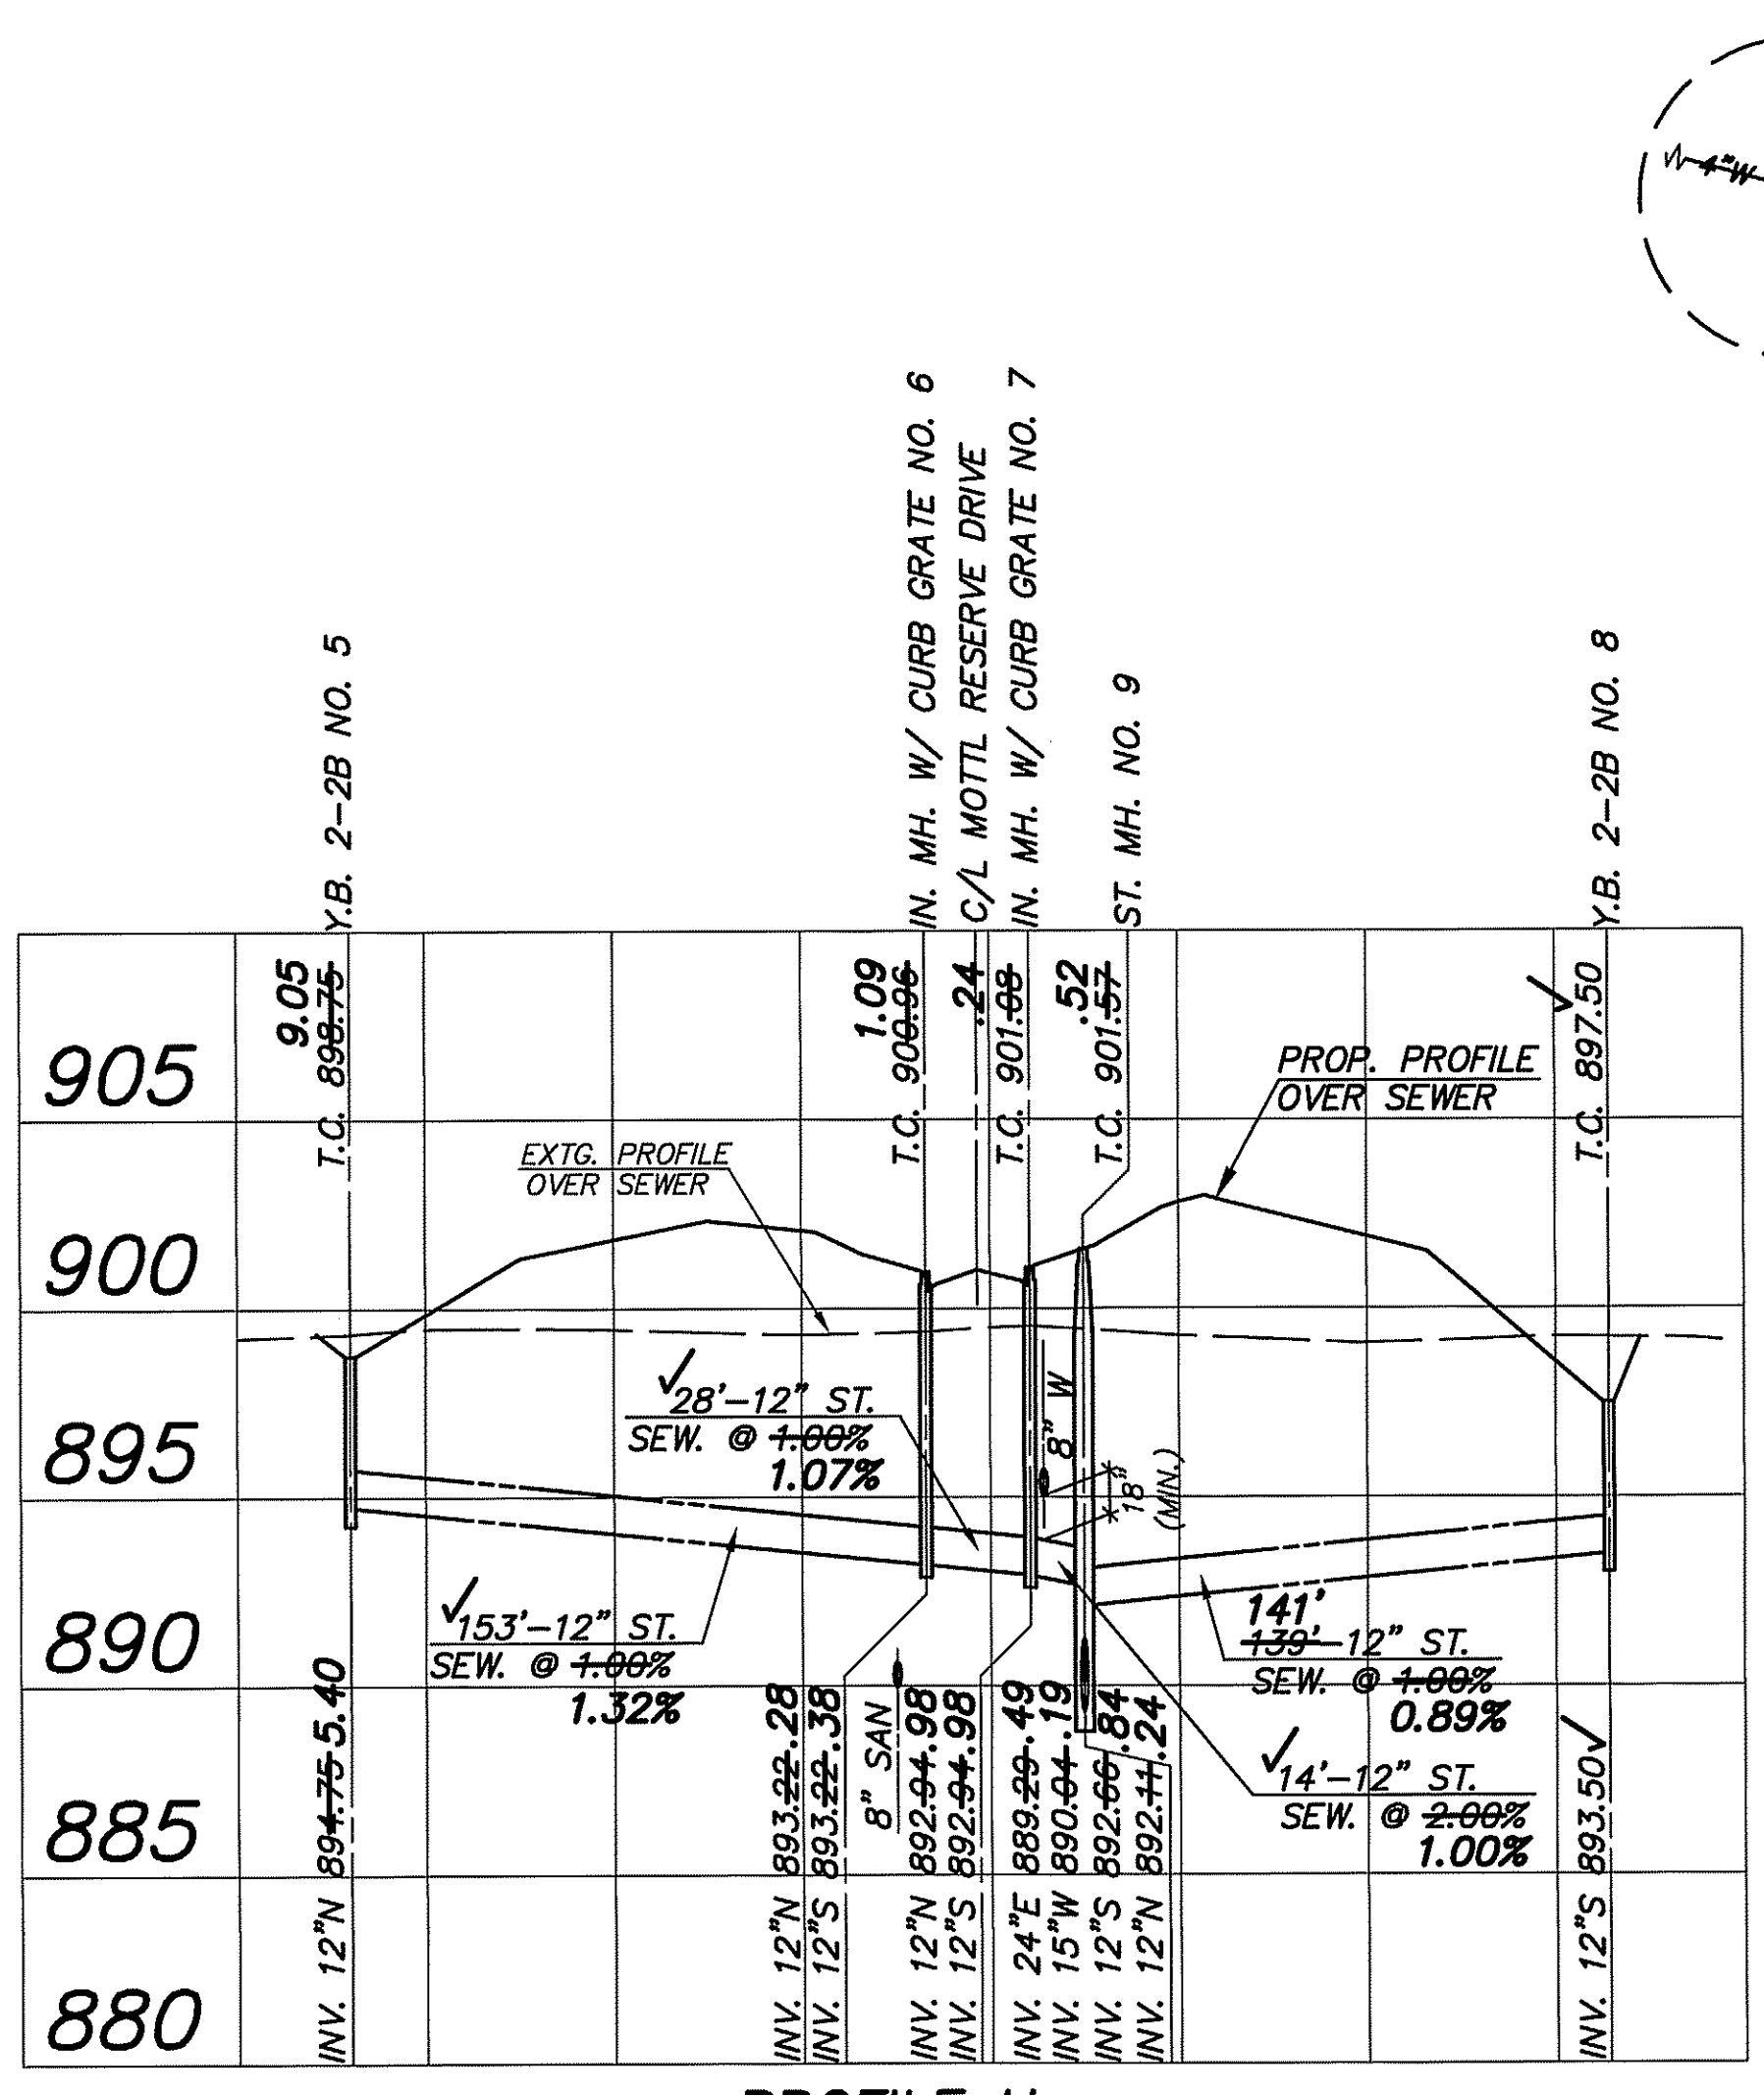 4"W
IN. MH. W/ CURB GRATE NO. 6
C/L MOTTL RESERVE DRIVE
IN. MH. W/ CURB GRATE NO. 7
Y.B. 2-2B NO. 5
ST. MH. NO. 9
Y.B. 2-2B NO. 8
9.05
T.C. 898.75
1.09
T.C. 900.96
.24
T.C. 901.08
.52
T.C. 901.57
T.C. 897.50
905
900
895
890
885
880
PROP. PROFILE
OVER SEWER
EXTG. PROFILE
OVER SEWER
✓28'-12" ST.
SEW. @ 1.00%
1.07%
8" W
18"
(MIN.)
✓153'-12" ST.
SEW. @ 1.00%
1.32%
141'
139'-12" ST.
SEW. @ 1.00%
0.89%
✓14'-12" ST.
SEW. @ 2.00%
1.00%
8" SAN
INV. 12"N 894.75 5.40
INV. 12"N 893.22 .28
INV. 12"S 893.22 .38
INV. 12"N 892.94 .98
INV. 12"S 892.94 .98
INV. 24"E 889.29 .49
INV. 15"W 890.04 .19
INV. 12"S 892.66 .84
INV. 12"N 892.11 .24
INV. 12"S 893.50 ✓